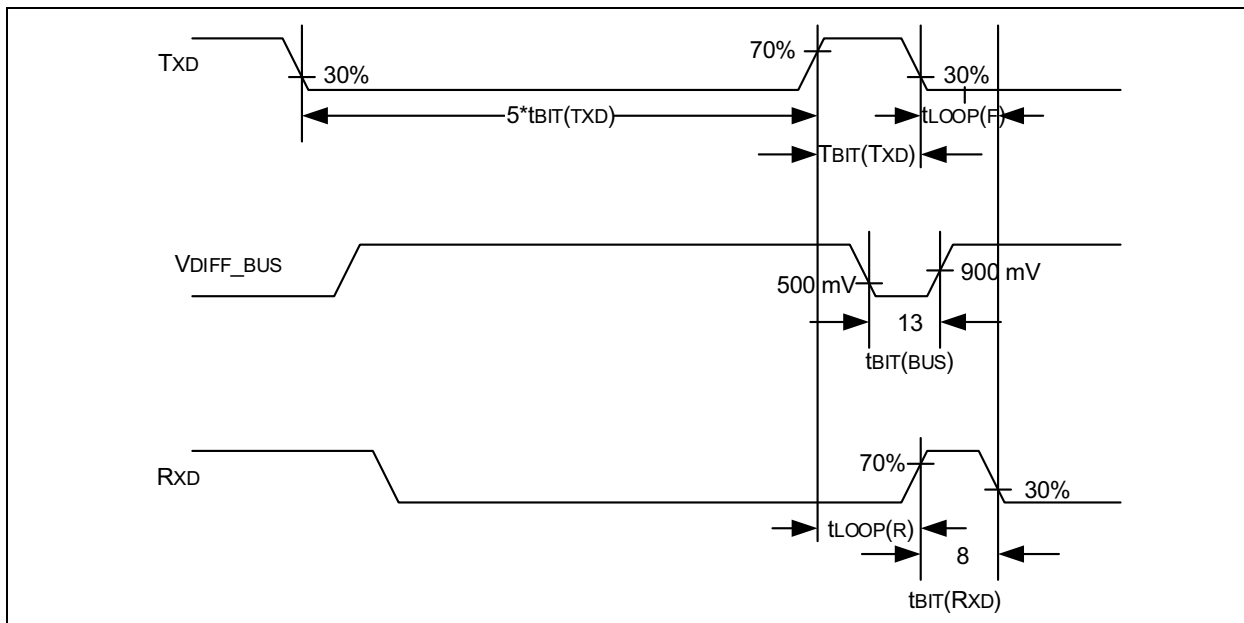 TXD
30%
70%
30%
5*tBIT(TXD)
tLOOP(F)
TBIT(TXD)
VDIFF_BUS
500 mV
900 mV
13
tBIT(BUS)
RXD
70%
30%
tLOOP(R)
8
tBIT(RXD)